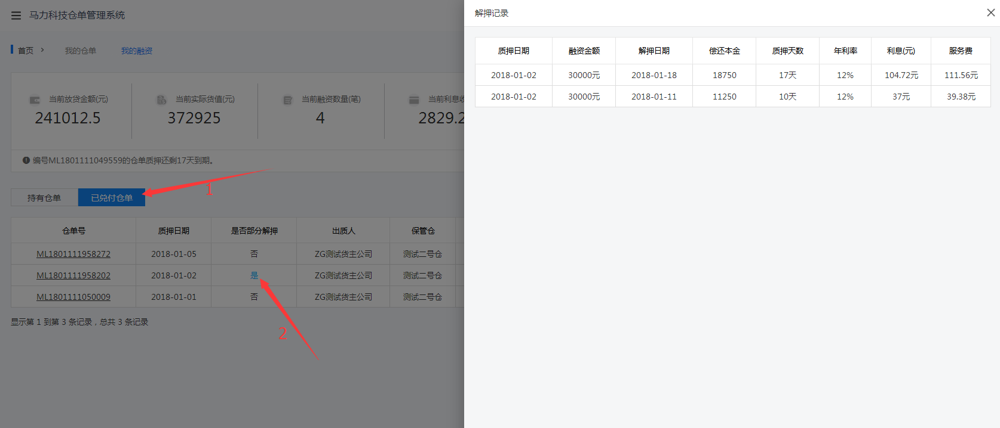 马力科技仓单管理系统
首页 > 我的仓单 我的融资
当前放贷金额(元) 当前实际货值(元) 当前融资数量(笔) 当前利息收
241012.5 372925 4 2829.2
编号ML1801111049559的仓单质押还剩17天到期。
1
持有仓单 已兑付仓单
仓单号 质押日期 是否部分解押 出质人 保管仓
ML1801111958272 2018-01-05 否 ZG测试货主公司 测试二号仓
ML1801111958202 2018-01-02 是 ZG测试货主公司 测试二号仓
ML1801111050009 2018-01-01 否 ZG测试货主公司 测试二号仓
显示第 1 到第 3 条记录，总共 3 条记录
2
解押记录
质押日期 融资金额 解押日期 偿还本金 质押天数 年利率 利息(元) 服务费
2018-01-02 30000元 2018-01-18 18750 17天 12% 104.72元 111.56元
2018-01-02 30000元 2018-01-11 11250 10天 12% 37元 39.38元